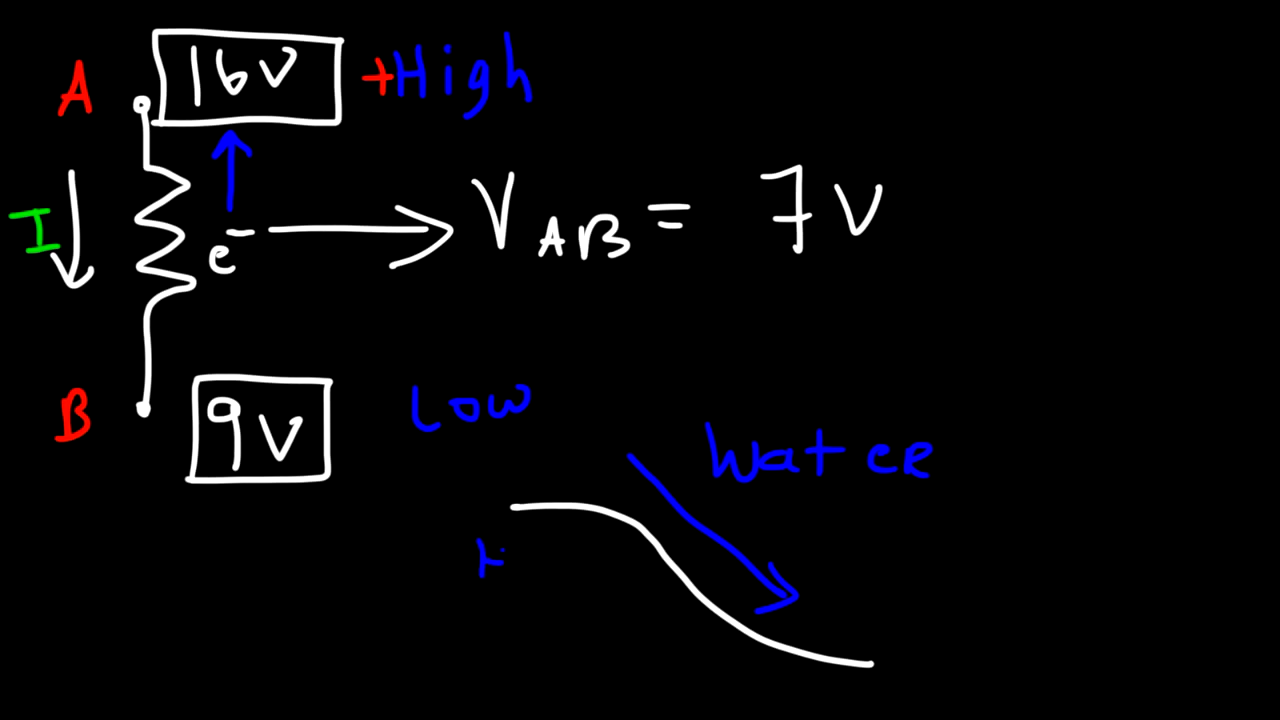 A 16V +High
I e⁻ V_AB = 7V
B 9V Low
Water